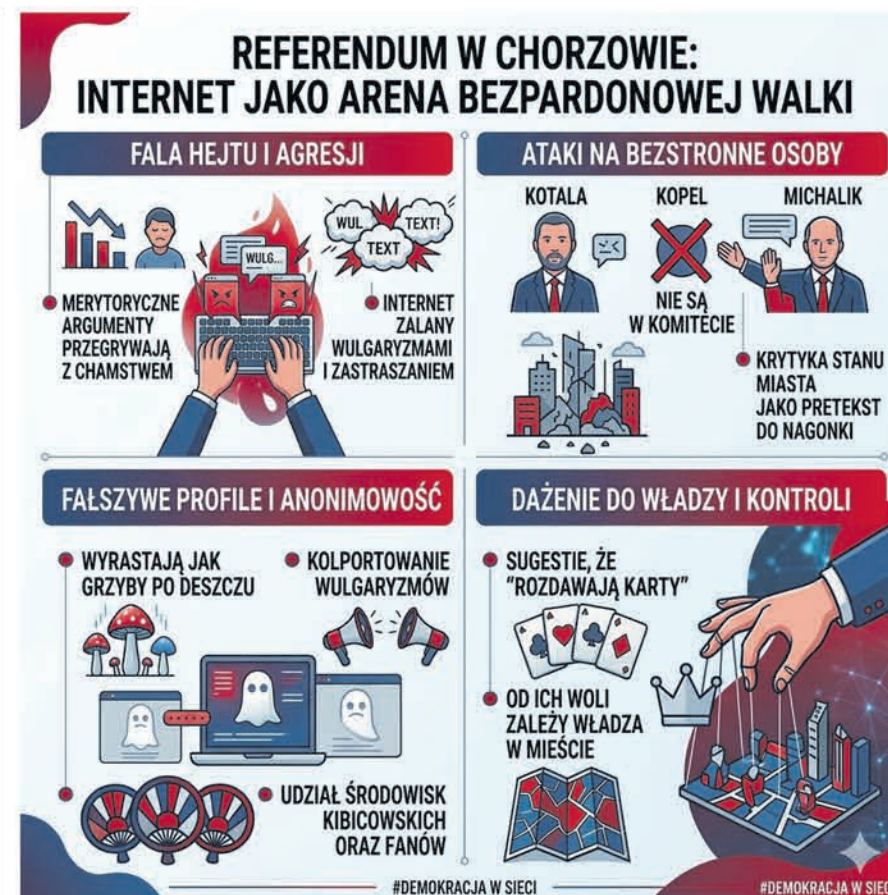 REFERENDUM W CHORZOWIE:
INTERNET JAKO ARENA BEZPARDONOWEJ WALKI
FALA HEJTU I AGRESJI
WULG...
WUL
TEXT!
TEXT
MERYTORYCZNE
ARGUMENTY
PRZEGRYWAJĄ
Z CHAMSTWEM
INTERNET
ZALANY
WULGARYZMAMI
I ZASTRASZANIEM
ATAKI NA BEZSTRONNE OSOBY
KOTALA
KOPEL
MICHALIK
NIE SĄ
W KOMITECIE
KRYTYKA STANU
MIASTA
JAKO PRETEKST
DO NAGONKI
FAŁSZYWE PROFILE I ANONIMOWOŚĆ
WYRASTAJĄ JAK
GRZYBY PO DESZCZU
KOLPORTOWANIE
WULGARYZMÓW
UDZIAŁ ŚRODOWISK
KIBICOWSKICH
ORAZ FANÓW
DAŻENIE DO WŁADZY I KONTROLI
SUGESTIE, ŻE
"ROZDAWAJĄ KARTY"
OD ICH WOLI
ZALEŻY WŁADZA
W MIEŚCIE
#DEMOKRACJA W SIECI
#DEMOKRACJA W SIECI